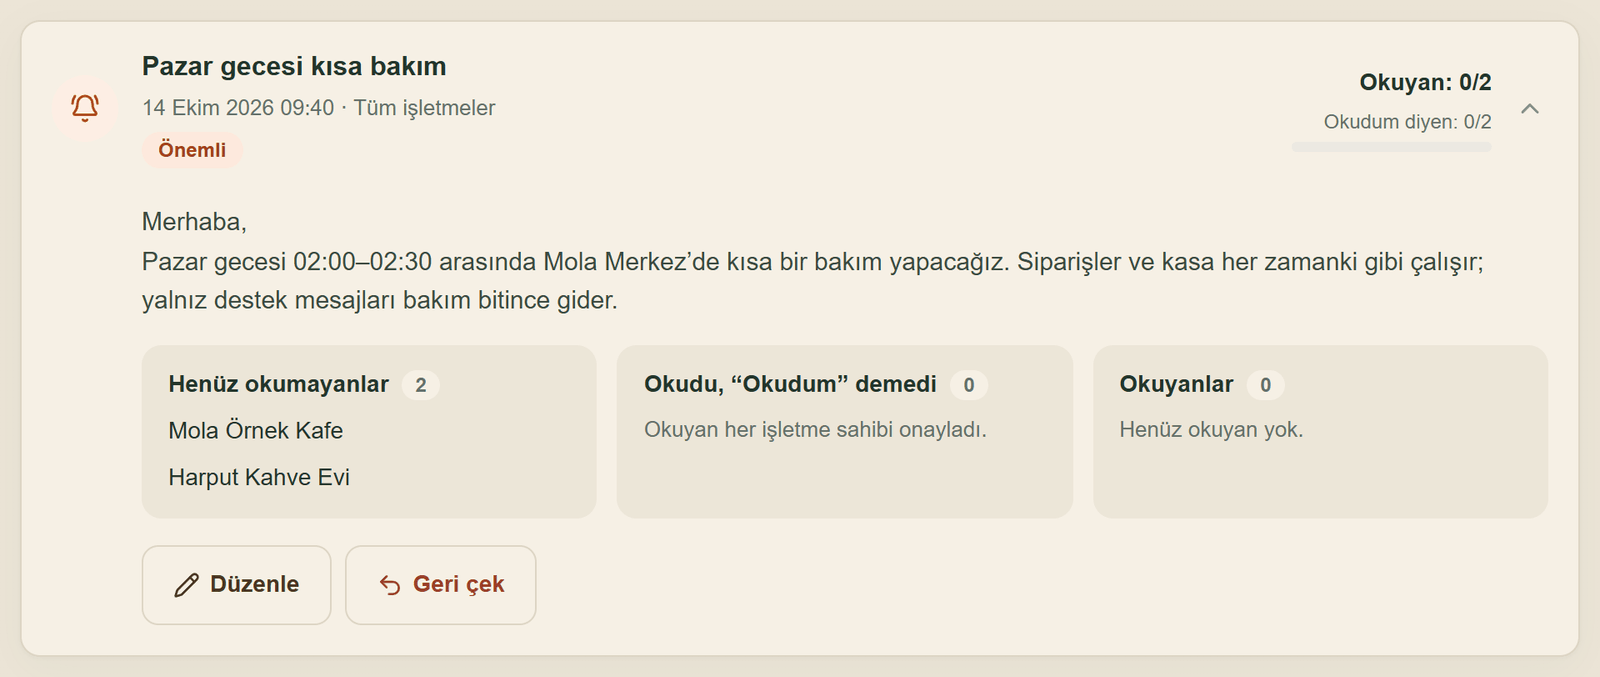 Pazar gecesi kısa bakım
14 Ekim 2026 09:40 · Tüm işletmeler
Önemli
Okuyan: 0/2
Okudum diyen: 0/2
Merhaba,
Pazar gecesi 02:00–02:30 arasında Mola Merkez’de kısa bir bakım yapacağız. Siparişler ve kasa her zamanki gibi çalışır;
yalnız destek mesajları bakım bitince gider.
Henüz okumayanlar 2
Mola Örnek Kafe
Harput Kahve Evi
Okudu, “Okudum” demedi 0
Okuyan her işletme sahibi onayladı.
Okuyanlar 0
Henüz okuyan yok.
Düzenle
Geri çek